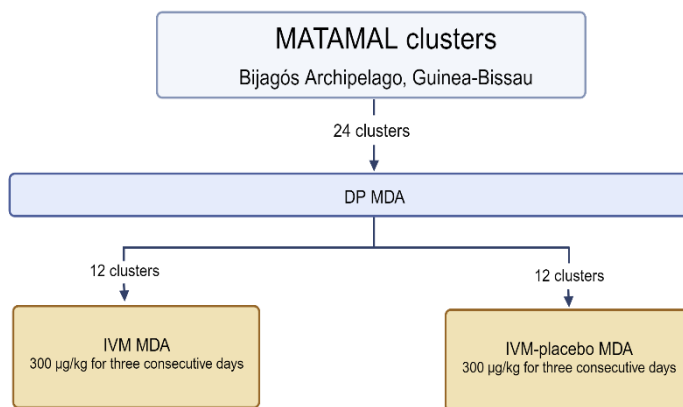 MATAMAL clusters
Bijagós Archipelago, Guinea-Bissau
24 clusters
DP MDA
12 clusters
12 clusters
IVM MDA
300 µg/kg for three consecutive days
IVM-placebo MDA
300 µg/kg for three consecutive days